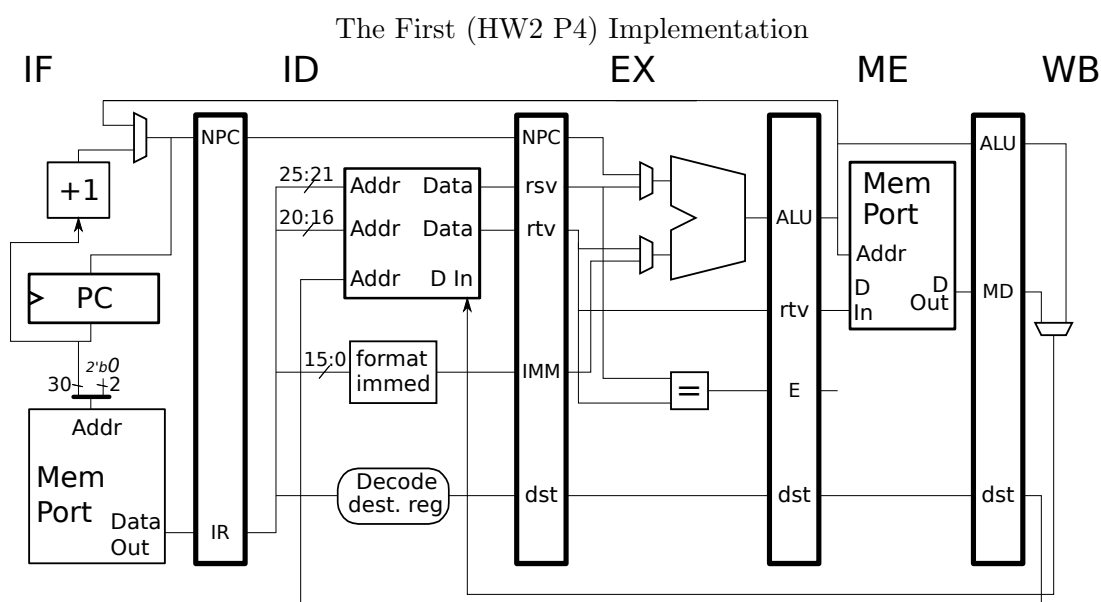 The First (HW2 P4) Implementation
IF
ID
EX
ME
WB
NPC
+1
PC
30
2'b0
2
Addr
Mem
Port
Data
Out
IR
25:21
Addr
Data
20:16
Addr
Data
Addr
D In
15:0
format
immed
Decode
dest. reg
NPC
rsv
rtv
IMM
dst
=
ALU
rtv
E
dst
Mem
Port
Addr
D
In
D
Out
ALU
MD
dst